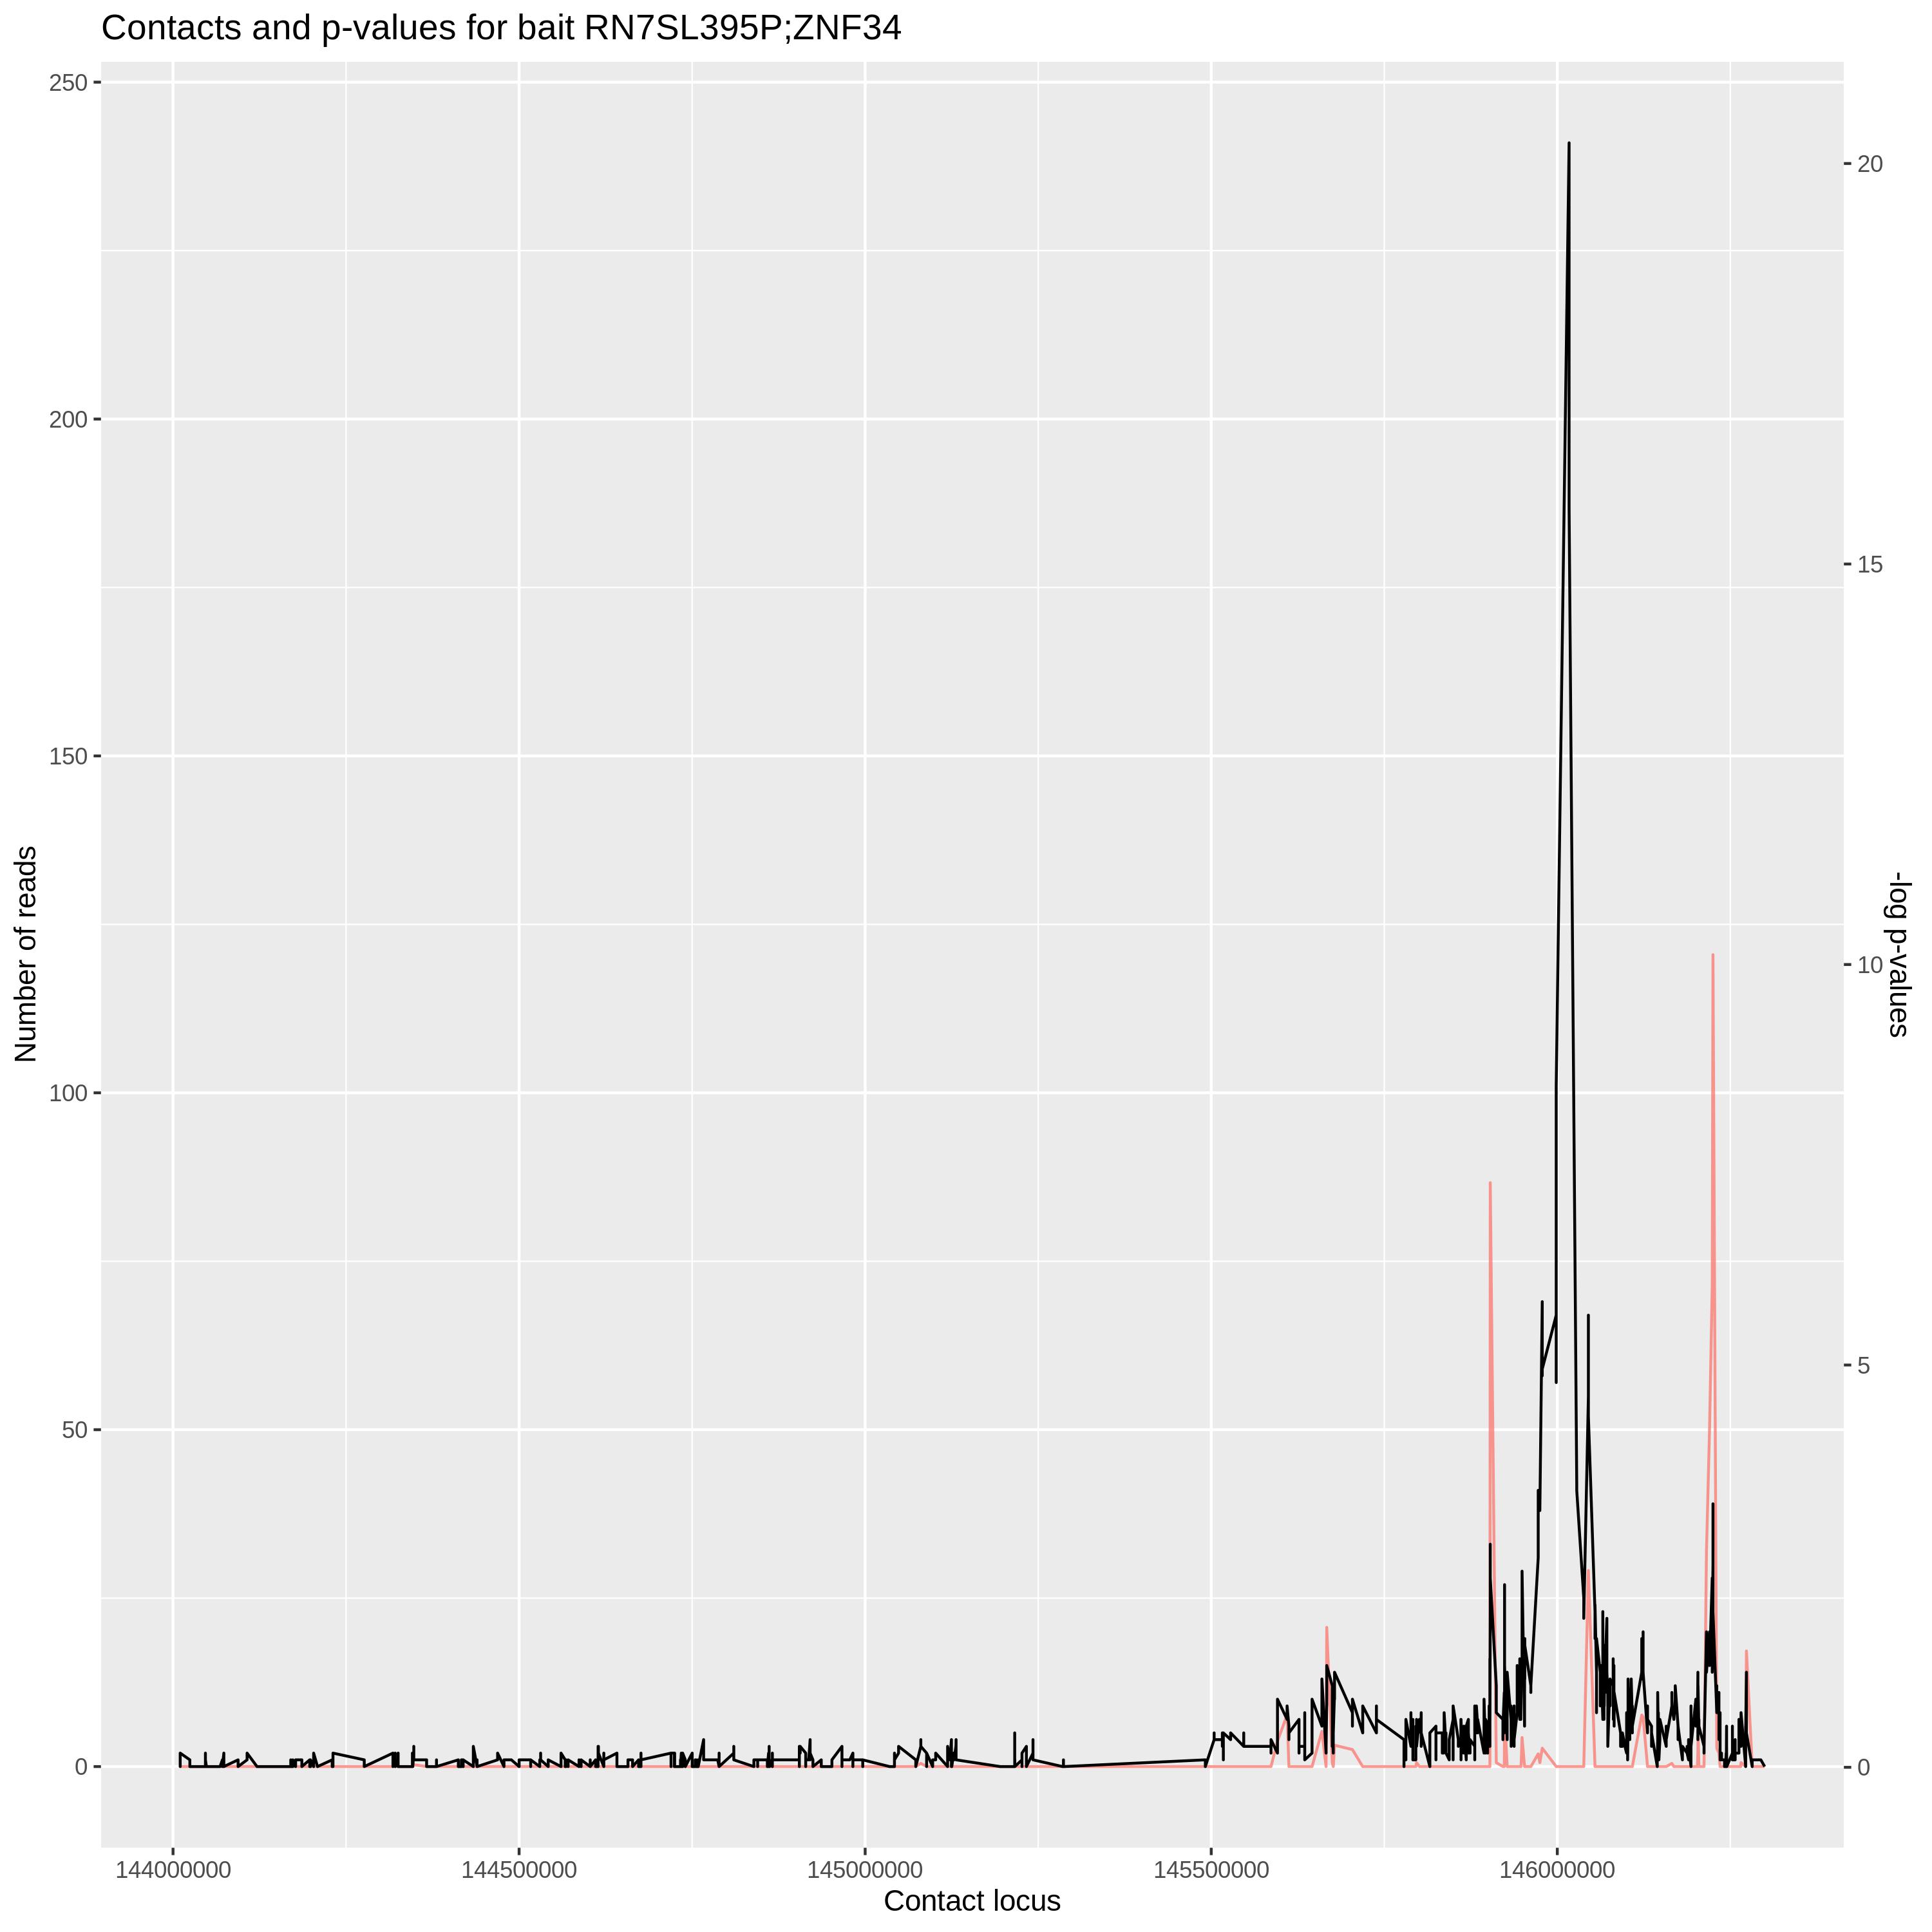 Contacts and p-values for bait RN7SL395P;ZNF34
250
200
150
100
50
0
Number of reads
20
15
10
5
0
-log p-values
144000000 144500000 145000000 145500000 146000000
Contact locus